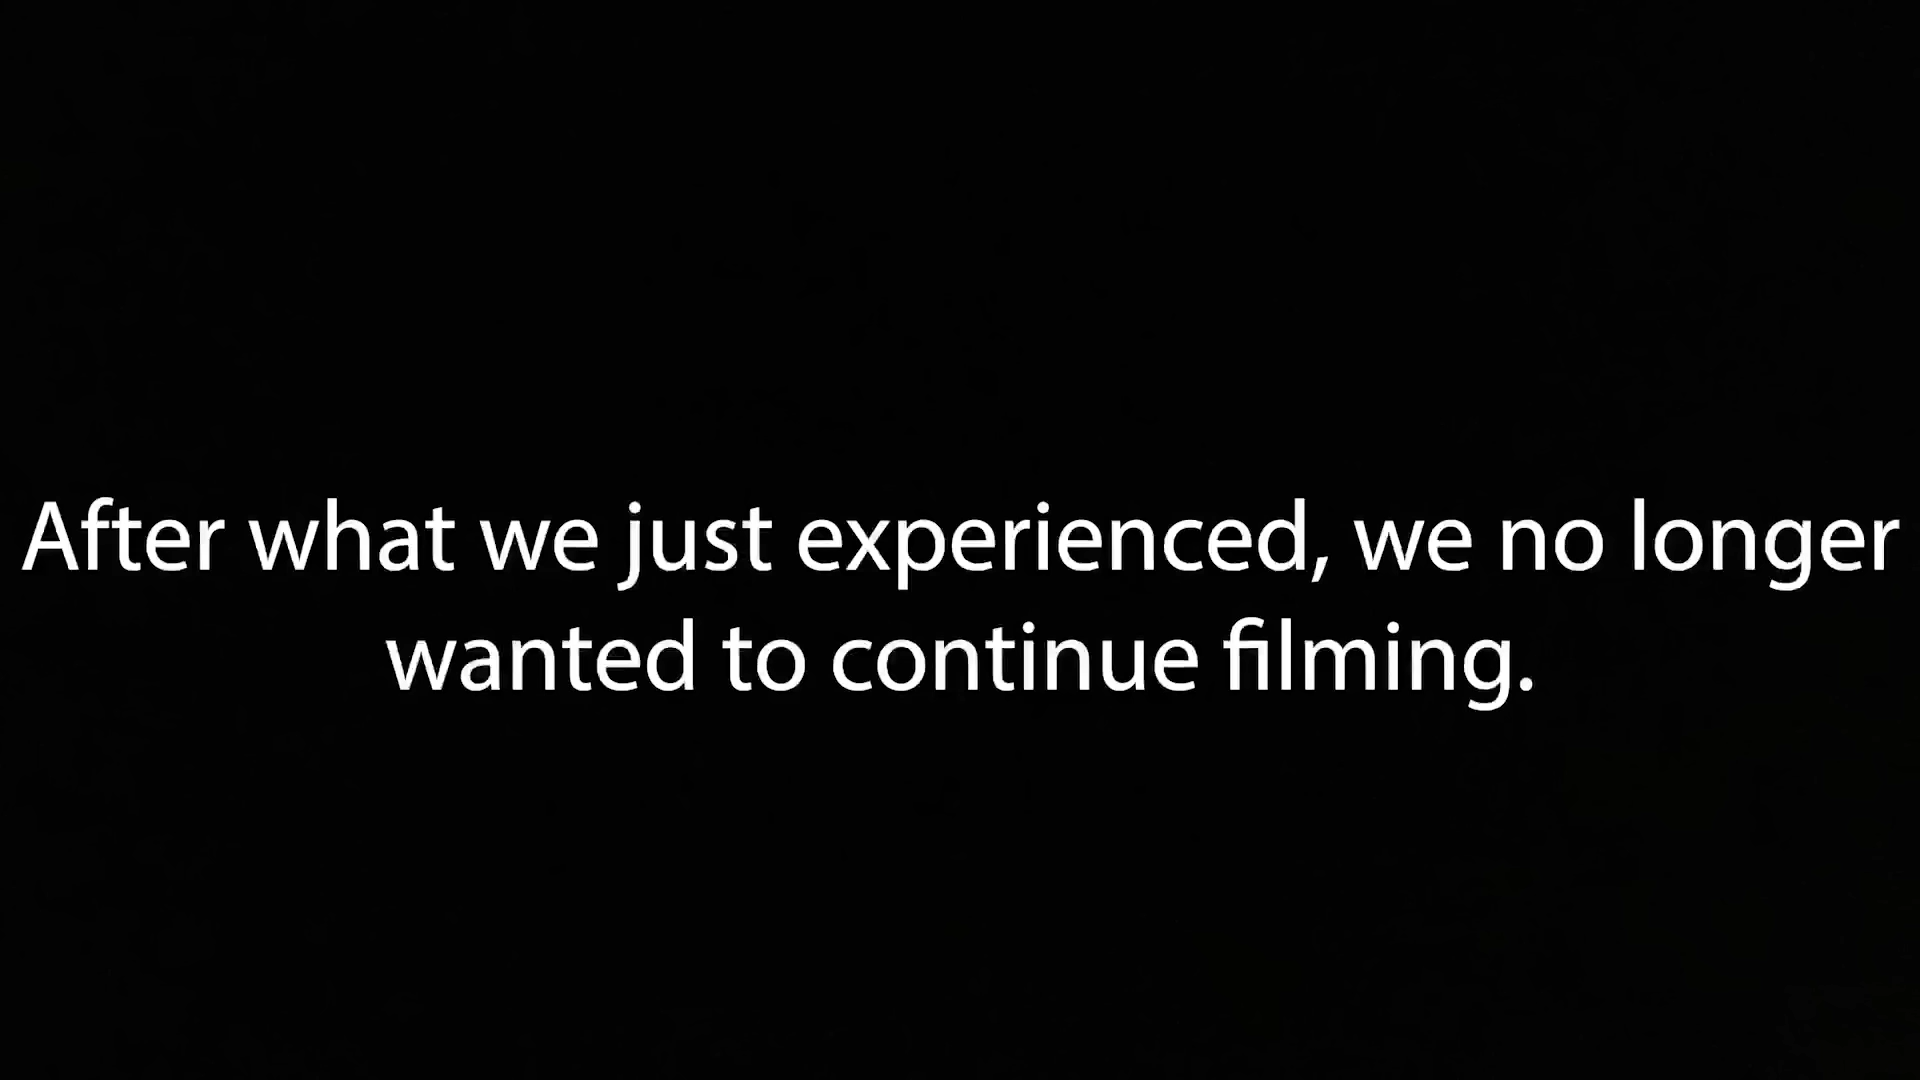 After what we just experienced, we no longer
wanted to continue filming.